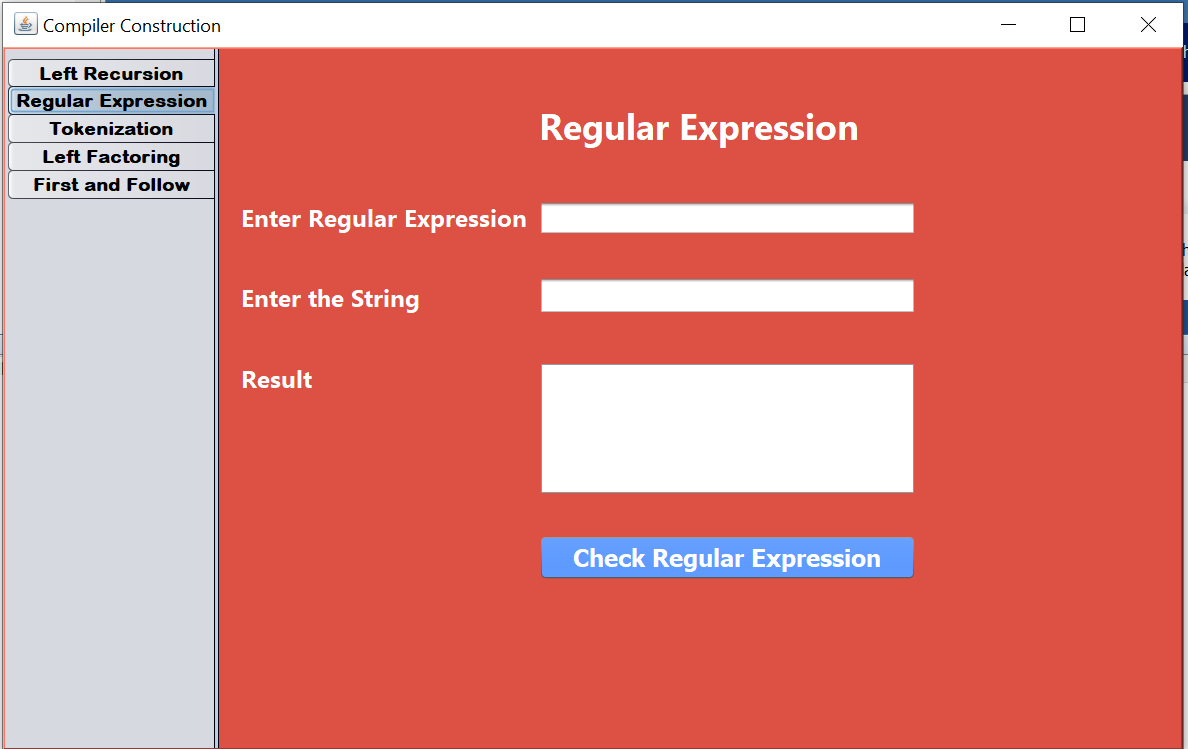 Compiler Construction
Left Recursion
Regular Expression
Tokenization
Left Factoring
First and Follow
Regular Expression
Enter Regular Expression
Enter the String
Result
Check Regular Expression